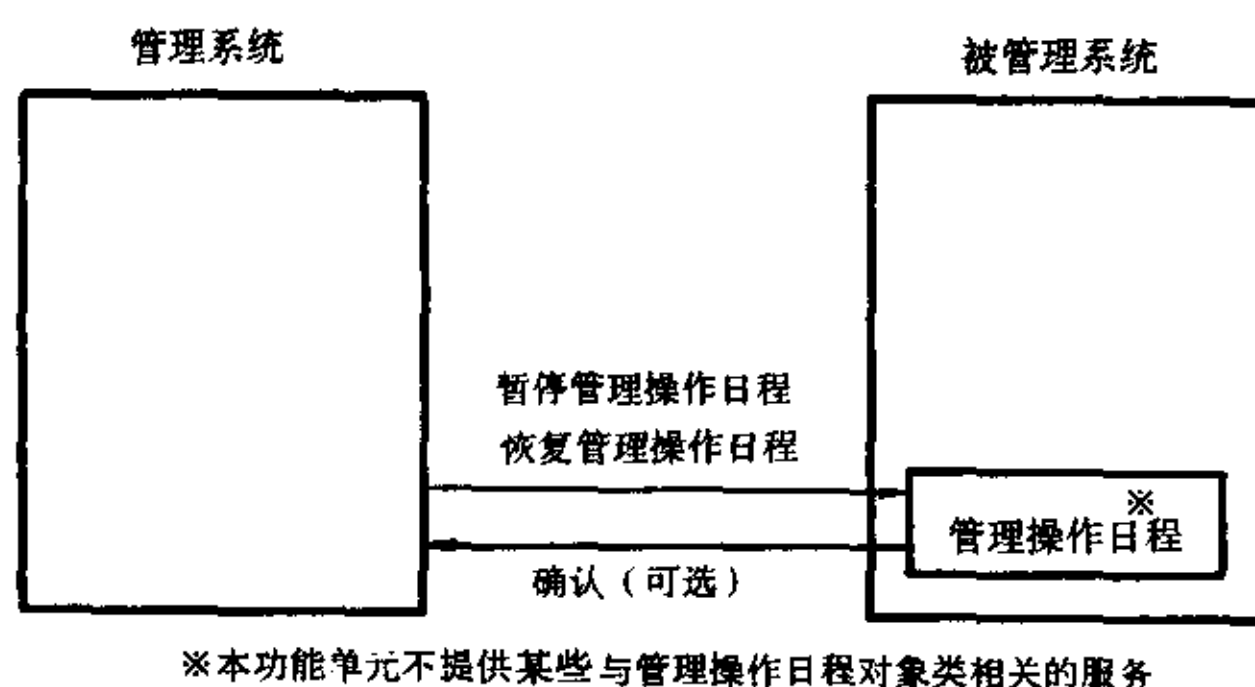 管理系统
被管理系统
暂停管理操作日程
恢复管理操作日程
※
管理操作日程
确认（可选）
※本功能单元不提供某些与管理操作日程对象类相关的服务